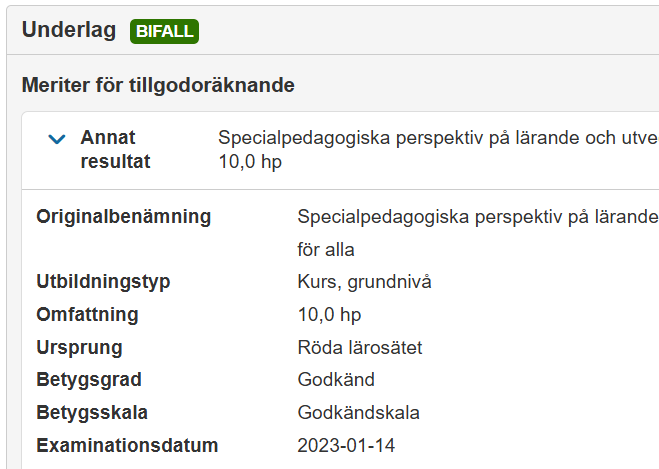 Underlag BIFALL
Meriter för tillgodoräknande
Annat resultat Specialpedagogiska perspektiv på lärande och utve
10,0 hp
Originalbenämning Specialpedagogiska perspektiv på lärande
för alla
Utbildningstyp Kurs, grundnivå
Omfattning 10,0 hp
Ursprung Röda lärosätet
Betygsgrad Godkänd
Betygsskala Godkändskala
Examinationsdatum 2023-01-14